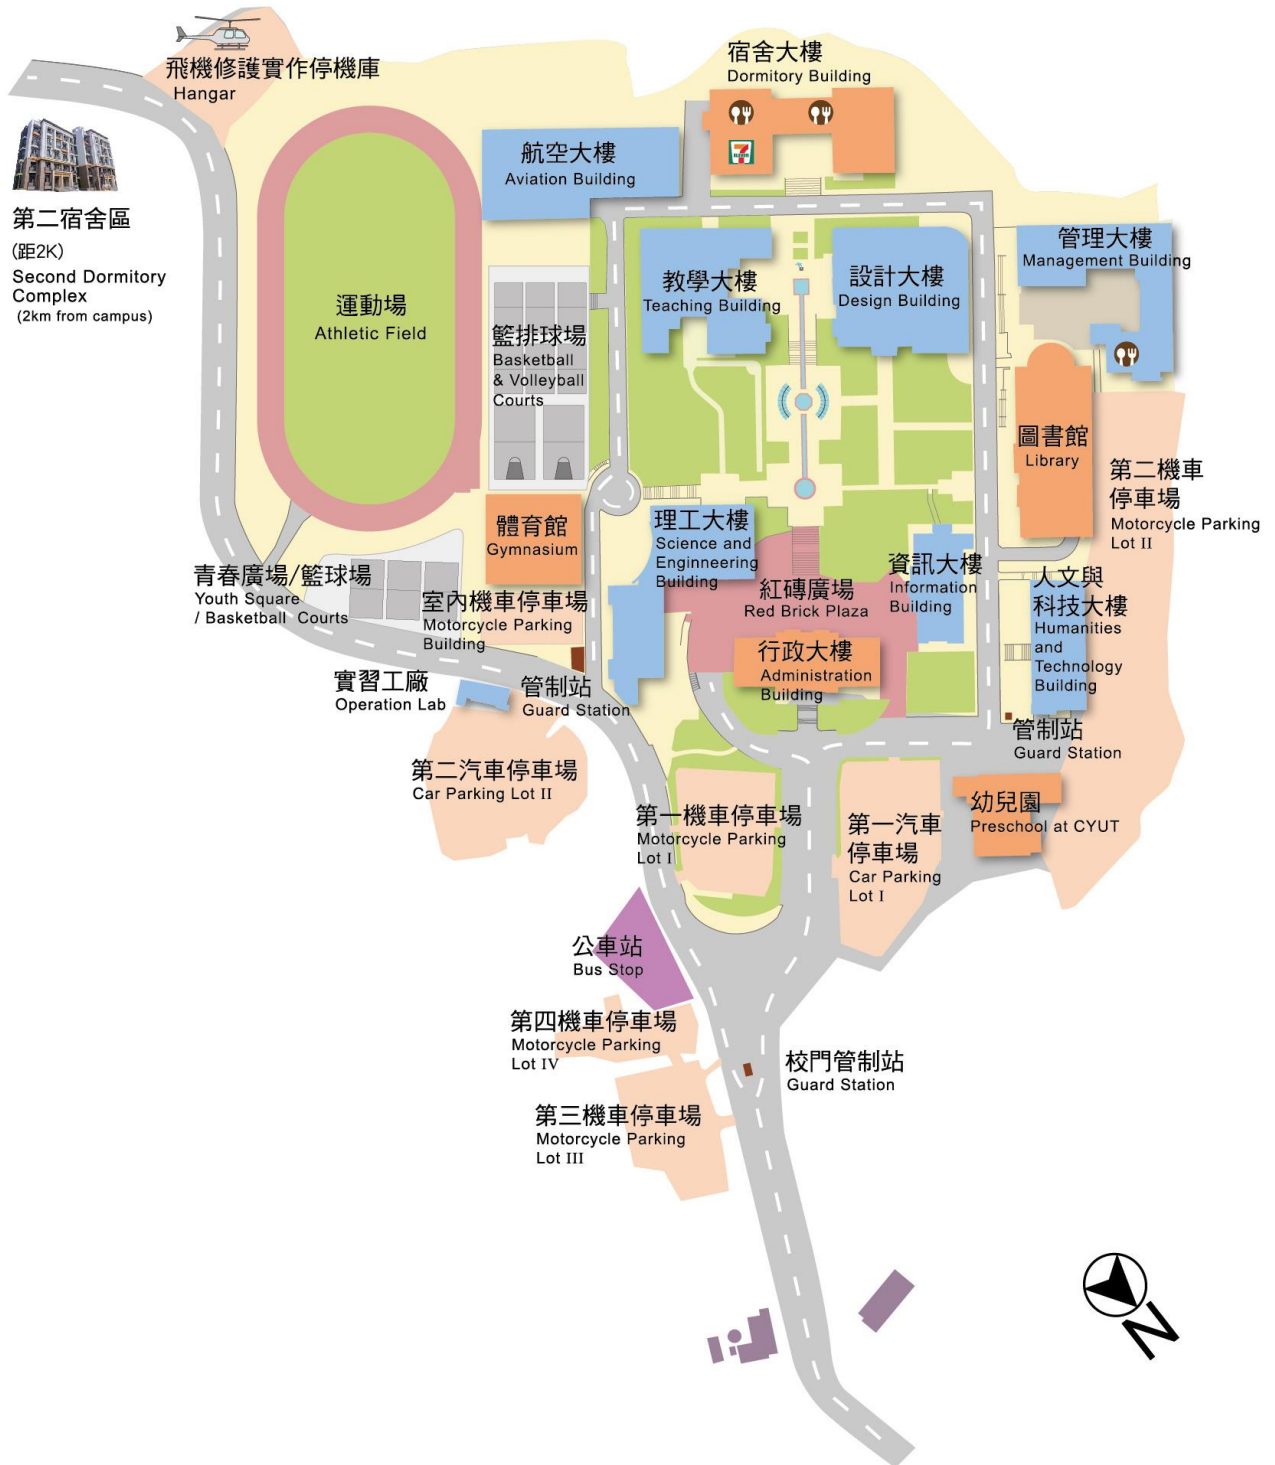 飛機修護實作停機庫
Hangar
宿舍大樓
Dormitory Building
航空大樓
Aviation Building
第二宿舍區
(距2K)
Second Dormitory
Complex
(2km from campus)
運動場
Athletic Field
籃排球場
Basketball
& Volleyball
Courts
教學大樓
Teaching Building
設計大樓
Design Building
管理大樓
Management Building
圖書館
Library
第二機車
停車場
Motorcycle Parking
Lot II
體育館
Gymnasium
理工大樓
Science and
Enginneering
Building
資訊大樓
Information
Building
紅磚廣場
Red Brick Plaza
人文與
科技大樓
Humanities
and
Technology
Building
青春廣場/籃球場
Youth Square
/ Basketball Courts
室內機車停車場
Motorcycle Parking
Building
行政大樓
Administration
Building
實習工廠
Operation Lab
管制站
Guard Station
管制站
Guard Station
第二汽車停車場
Car Parking Lot II
第一機車停車場
Motorcycle Parking
Lot I
第一汽車
停車場
Car Parking
Lot I
幼兒園
Preschool at CYUT
公車站
Bus Stop
第四機車停車場
Motorcycle Parking
Lot IV
校門管制站
Guard Station
第三機車停車場
Motorcycle Parking
Lot III
N